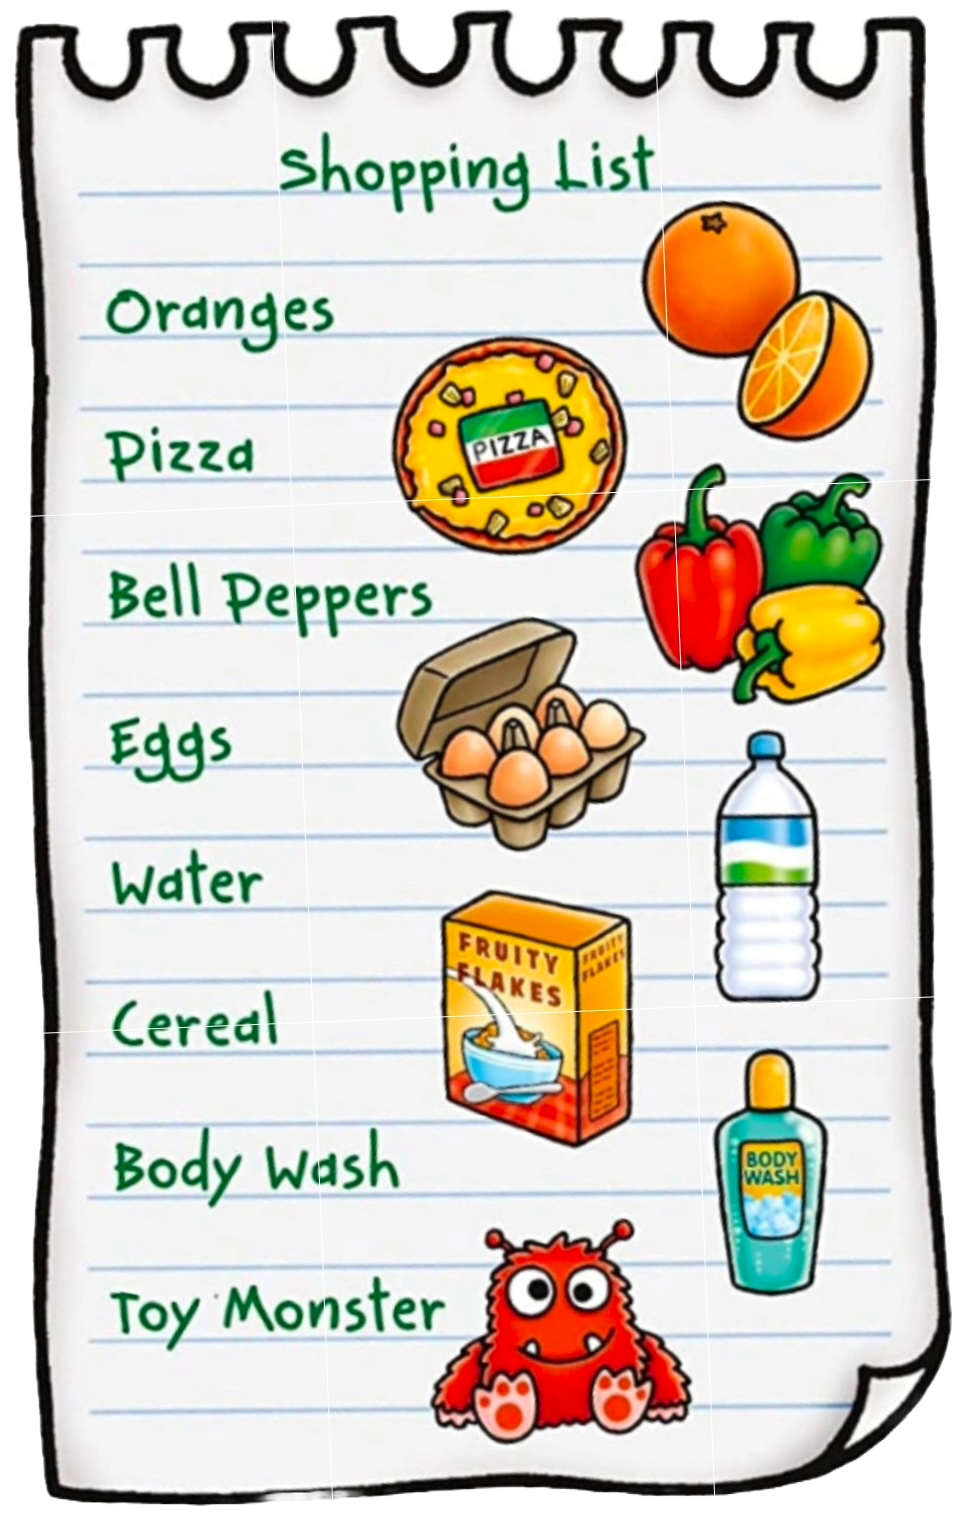 Shopping List
Oranges
Pizza
PIZZA
Bell Peppers
Eggs
Water
FRUITY
FLAKES
FRUITY
FLAKES
Cereal
Body Wash
BODY
WASH
Toy Monster